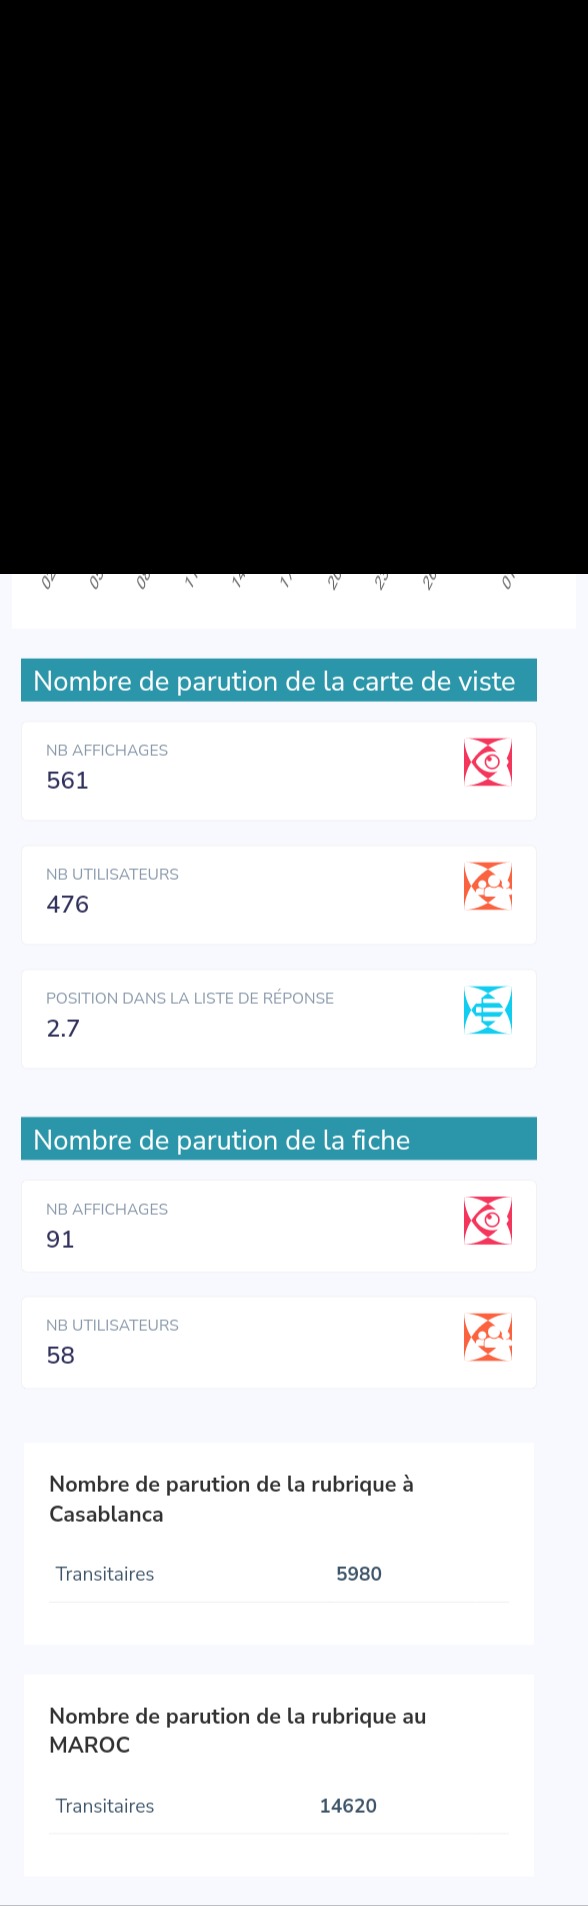 Nombre de parution de la carte de viste
NB AFFICHAGES
561
NB UTILISATEURS
476
POSITION DANS LA LISTE DE RÉPONSE
2.7
Nombre de parution de la fiche
NB AFFICHAGES
91
NB UTILISATEURS
58
Nombre de parution de la rubrique à
Casablanca
Transitaires 5980
Nombre de parution de la rubrique au
MAROC
Transitaires 14620